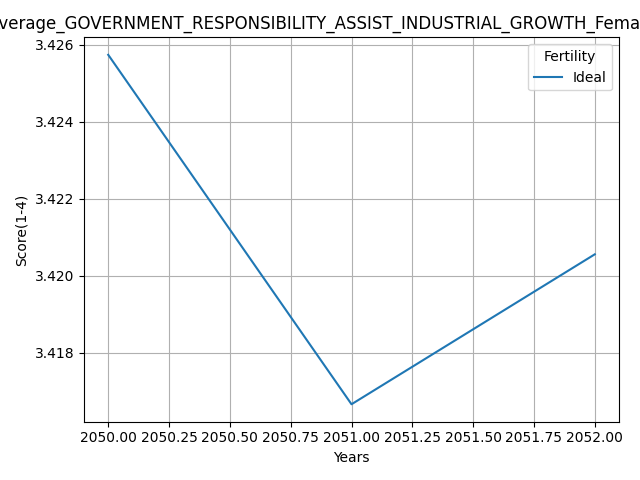 verage_GOVERNMENT_RESPONSIBILITY_ASSIST_INDUSTRIAL_GROWTH_Fema
3.426
3.424
3.422
3.420
3.418
Score(1-4)
Fertility
Ideal
2050.00 2050.25 2050.50 2050.75 2051.00 2051.25 2051.50 2051.75 2052.00
Years